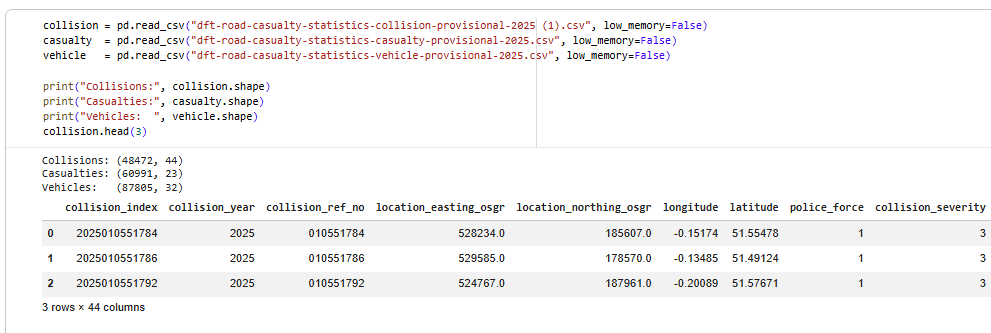 collision = pd.read_csv("dft-road-casualty-statistics-collision-provisional-2025 (1).csv", low_memory=False)
casualty  = pd.read_csv("dft-road-casualty-statistics-casualty-provisional-2025.csv", low_memory=False)
vehicle   = pd.read_csv("dft-road-casualty-statistics-vehicle-provisional-2025.csv", low_memory=False)
print("Collisions:", collision.shape)
print("Casualties:", casualty.shape)
print("Vehicles:  ", vehicle.shape)
collision.head(3)
Collisions: (48472, 44)
Casualties: (60991, 23)
Vehicles:   (87805, 32)
collision_index collision_year collision_ref_no location_easting_osgr location_northing_osgr longitude latitude police_force collision_severity
0 2025010551784 2025 010551784 528234.0 185607.0 -0.15174 51.55478 1 3
1 2025010551786 2025 010551786 529585.0 178570.0 -0.13485 51.49124 1 3
2 2025010551792 2025 010551792 524767.0 187961.0 -0.20089 51.57671 1 3
3 rows × 44 columns